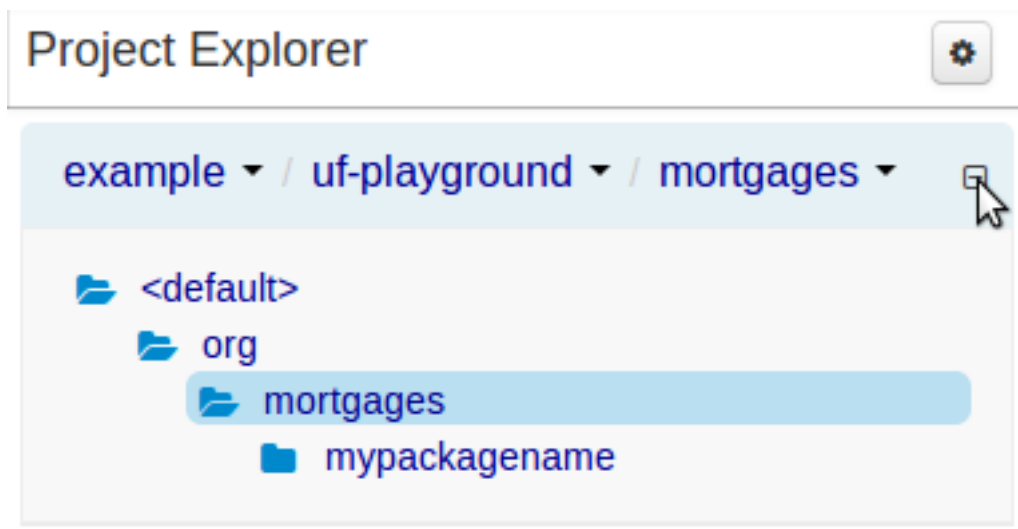 Project Explorer
example / uf-playground / mortgages
<default>
org
mortgages
mypackagename